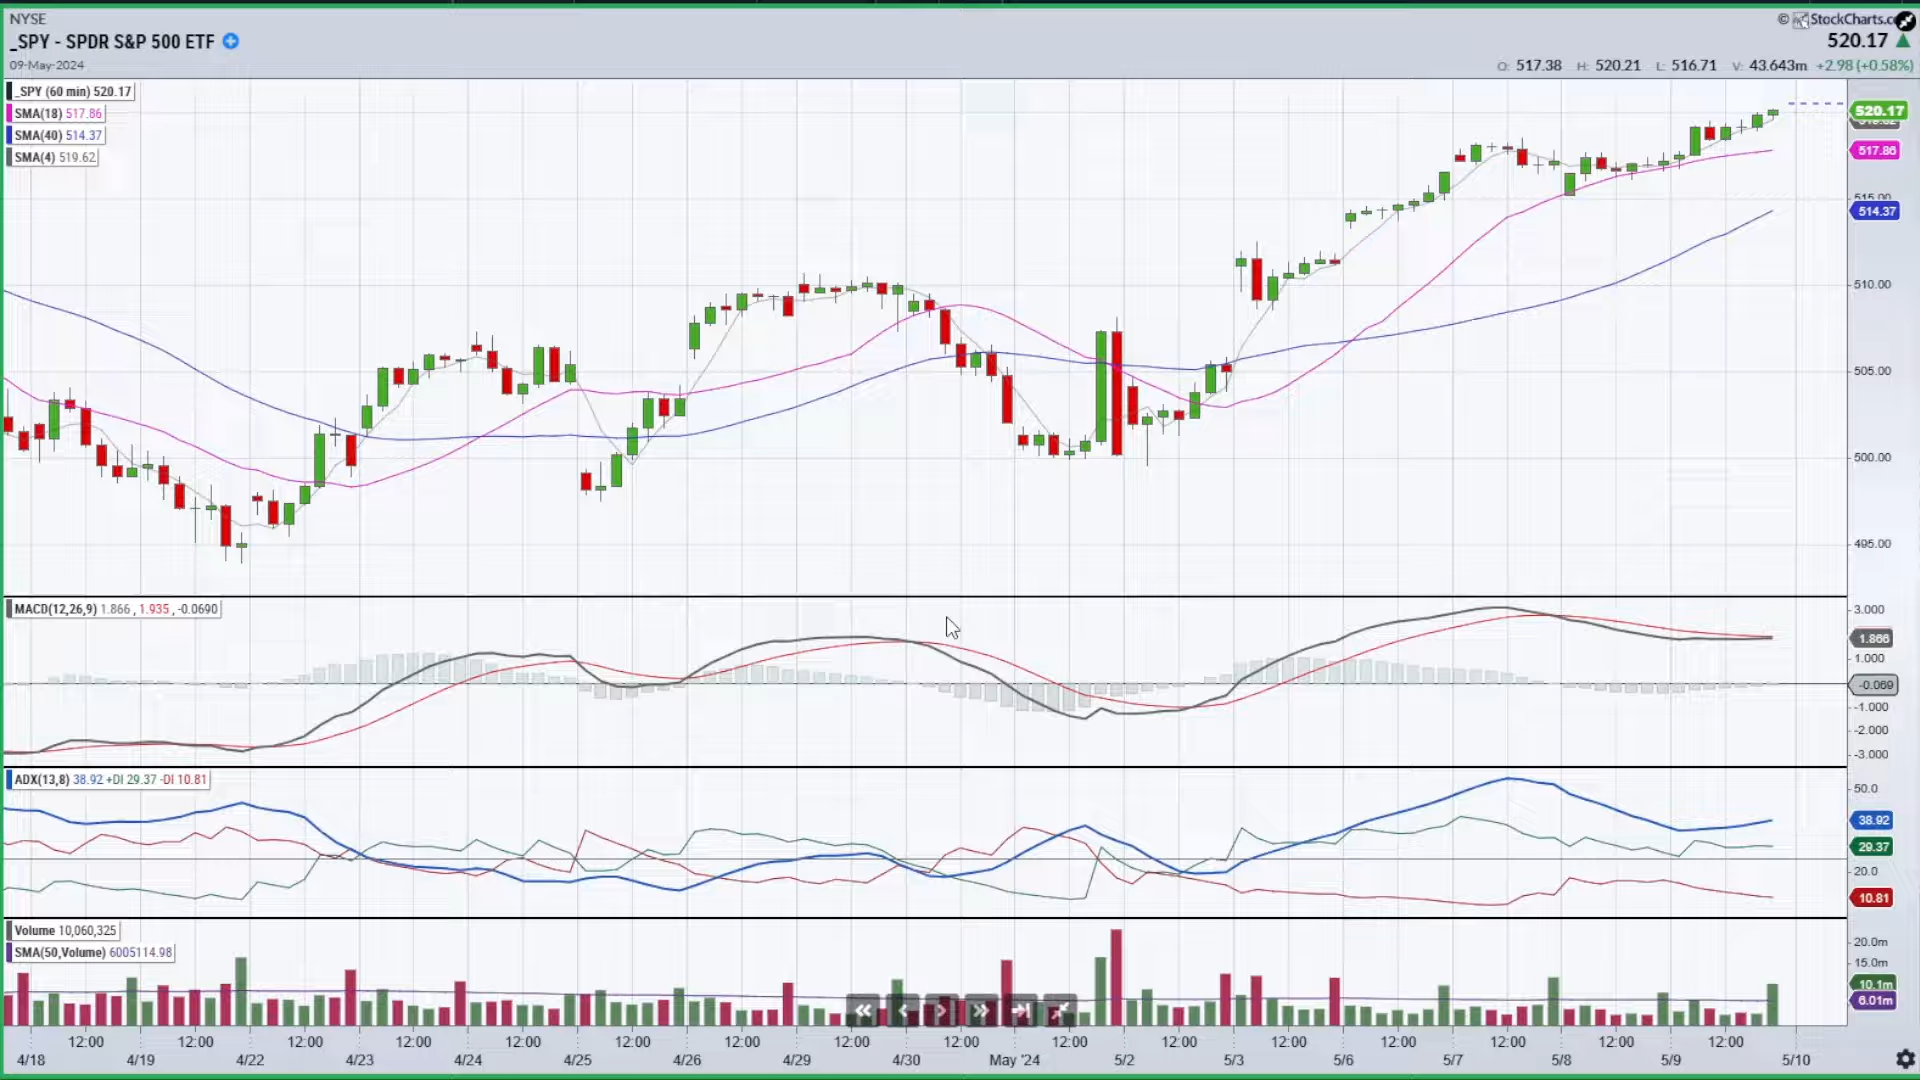 NYSE
_SPY - SPDR S&P 500 ETF
09-May-2024
© StockCharts.c
520.17
O: 517.38 H: 520.21 L: 516.71 V: 43.643m +2.98 (+0.58%)
_SPY (60 min) 520.17
SMA(18) 517.86
SMA(40) 514.37
SMA(4) 519.62
520.17
517.86
515.00
514.37
510.00
505.00
500.00
495.00
MACD(12,26,9) 1.866, 1.935, -0.0690
3.000
1.866
1.000
-0.069
-1.000
-2.000
-3.000
ADX(13,8) 38.92 +DI 29.37 -DI 10.81
50.0
38.92
29.37
20.0
10.81
Volume 10,060,325
SMA(50,Volume) 6005114.98
20.0m
15.0m
10.1m
6.01m
12:00 12:00 12:00 12:00 12:00 12:00 12:00 12:00 12:00 12:00 12:00 12:00 12:00 12:00 12:00 12:00
4/18 4/19 4/22 4/23 4/24 4/25 4/26 4/29 4/30 May '24 5/2 5/3 5/6 5/7 5/8 5/9 5/10